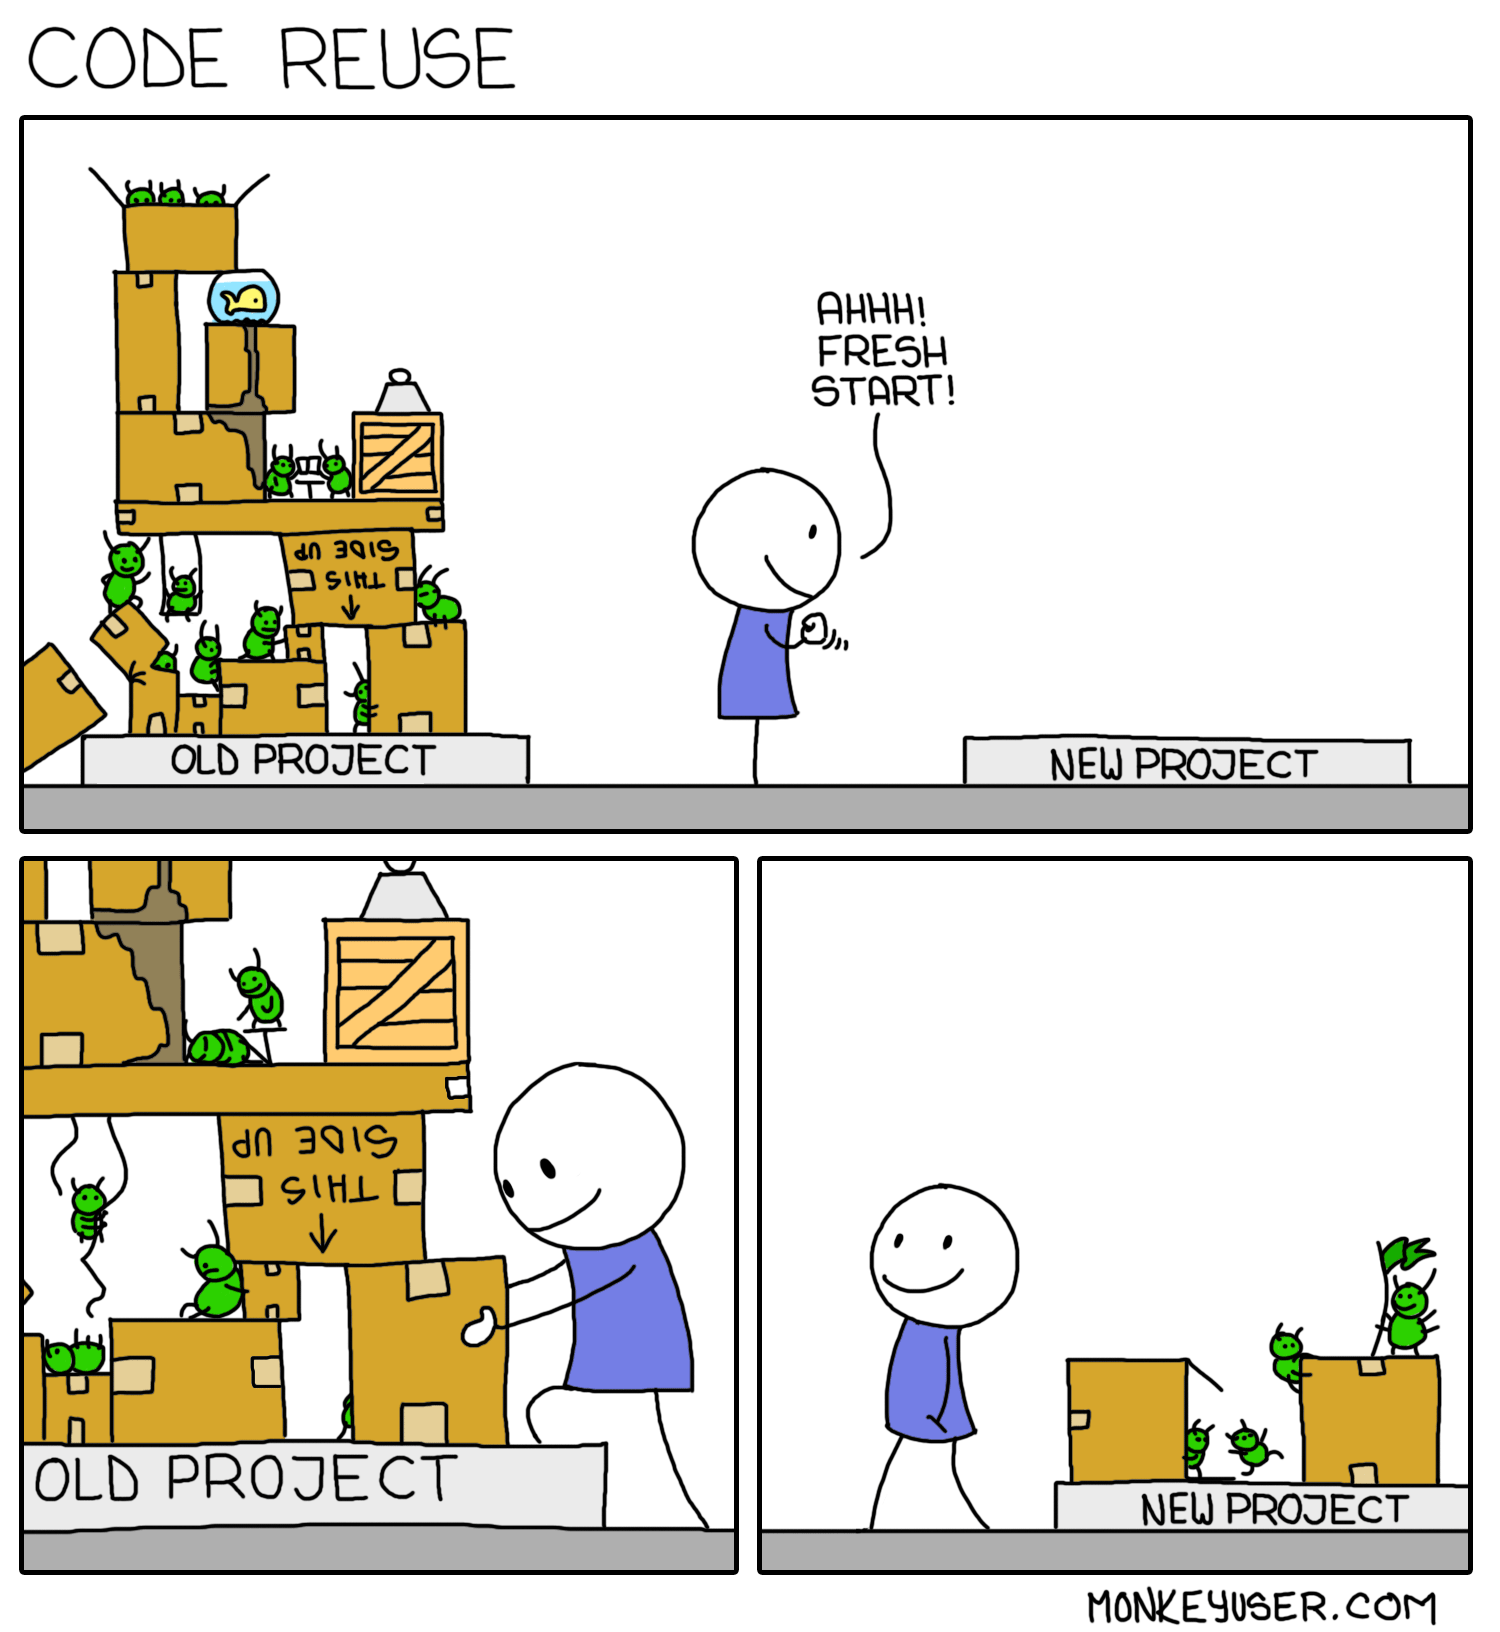 CODE REUSE
AHHH!
FRESH
START!
THIS
SIDE UP
OLD PROJECT
NEW PROJECT
THIS
SIDE UP
OLD PROJECT
NEW PROJECT
MONKEYUSER.COM